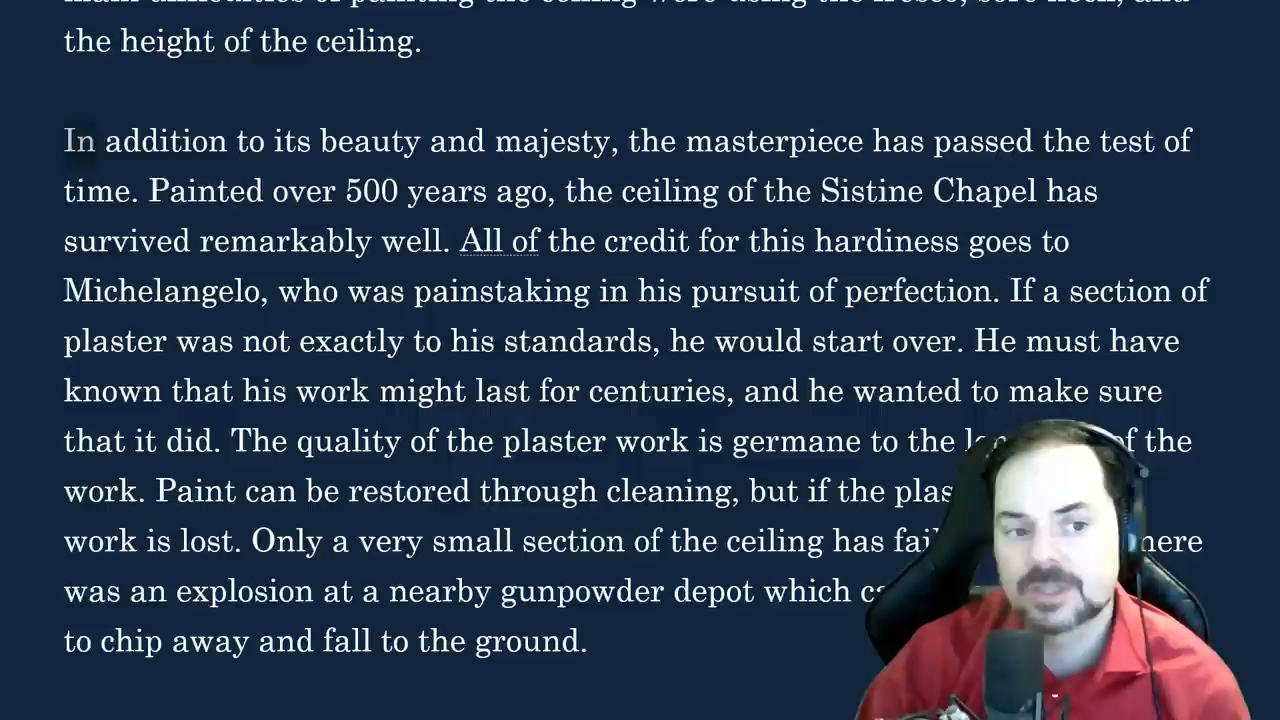 the height of the ceiling.
In addition to its beauty and majesty, the masterpiece has passed the test of
time. Painted over 500 years ago, the ceiling of the Sistine Chapel has
survived remarkably well. All of the credit for this hardiness goes to
Michelangelo, who was painstaking in his pursuit of perfection. If a section of
plaster was not exactly to his standards, he would start over. He must have
known that his work might last for centuries, and he wanted to make sure
that it did. The quality of the plaster work is germane to the of the
work. Paint can be restored through cleaning, but if the
work is lost. Only a very small section of the ceiling has
was an explosion at a nearby gunpowder depot which
to chip away and fall to the ground.